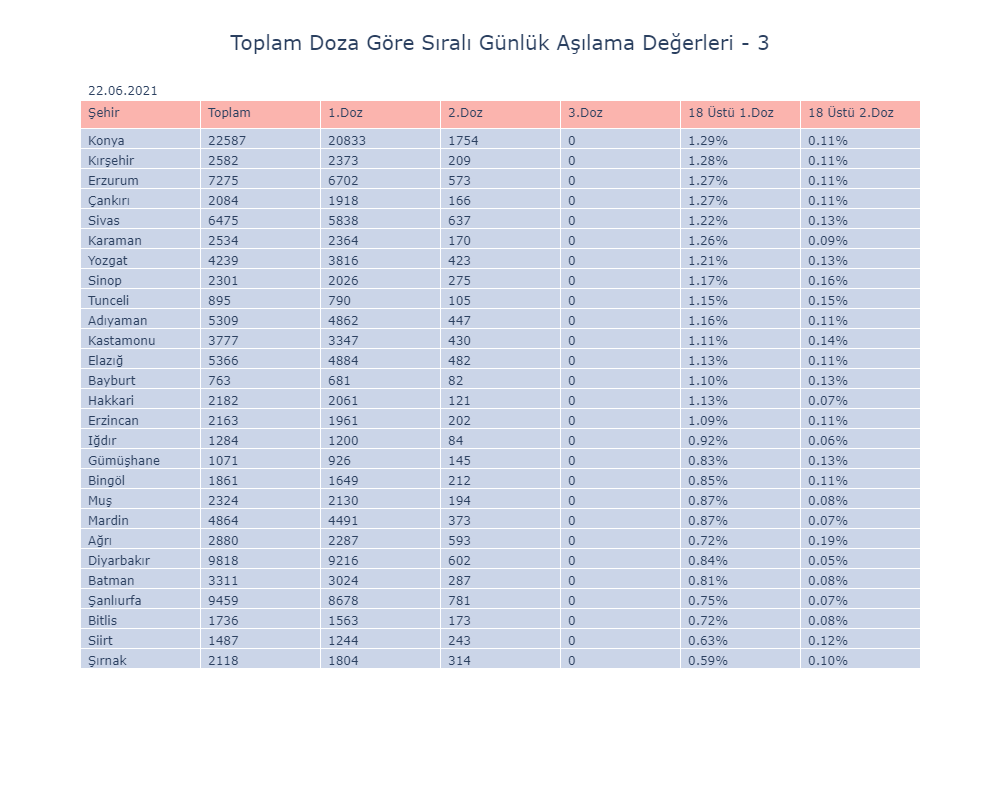 Toplam Doza Göre Sıralı Günlük Aşılama Değerleri - 3
22.06.2021
Şehir Toplam 1.Doz 2.Doz 3.Doz 18 Üstü 1.Doz 18 Üstü 2.Doz
Konya 22587 20833 1754 0 1.29% 0.11%
Kırşehir 2582 2373 209 0 1.28% 0.11%
Erzurum 7275 6702 573 0 1.27% 0.11%
Çankırı 2084 1918 166 0 1.27% 0.11%
Sivas 6475 5838 637 0 1.22% 0.13%
Karaman 2534 2364 170 0 1.26% 0.09%
Yozgat 4239 3816 423 0 1.21% 0.13%
Sinop 2301 2026 275 0 1.17% 0.16%
Tunceli 895 790 105 0 1.15% 0.15%
Adıyaman 5309 4862 447 0 1.16% 0.11%
Kastamonu 3777 3347 430 0 1.11% 0.14%
Elazığ 5366 4884 482 0 1.13% 0.11%
Bayburt 763 681 82 0 1.10% 0.13%
Hakkari 2182 2061 121 0 1.13% 0.07%
Erzincan 2163 1961 202 0 1.09% 0.11%
Iğdır 1284 1200 84 0 0.92% 0.06%
Gümüşhane 1071 926 145 0 0.83% 0.13%
Bingöl 1861 1649 212 0 0.85% 0.11%
Muş 2324 2130 194 0 0.87% 0.08%
Mardin 4864 4491 373 0 0.87% 0.07%
Ağrı 2880 2287 593 0 0.72% 0.19%
Diyarbakır 9818 9216 602 0 0.84% 0.05%
Batman 3311 3024 287 0 0.81% 0.08%
Şanlıurfa 9459 8678 781 0 0.75% 0.07%
Bitlis 1736 1563 173 0 0.72% 0.08%
Siirt 1487 1244 243 0 0.63% 0.12%
Şırnak 2118 1804 314 0 0.59% 0.10%